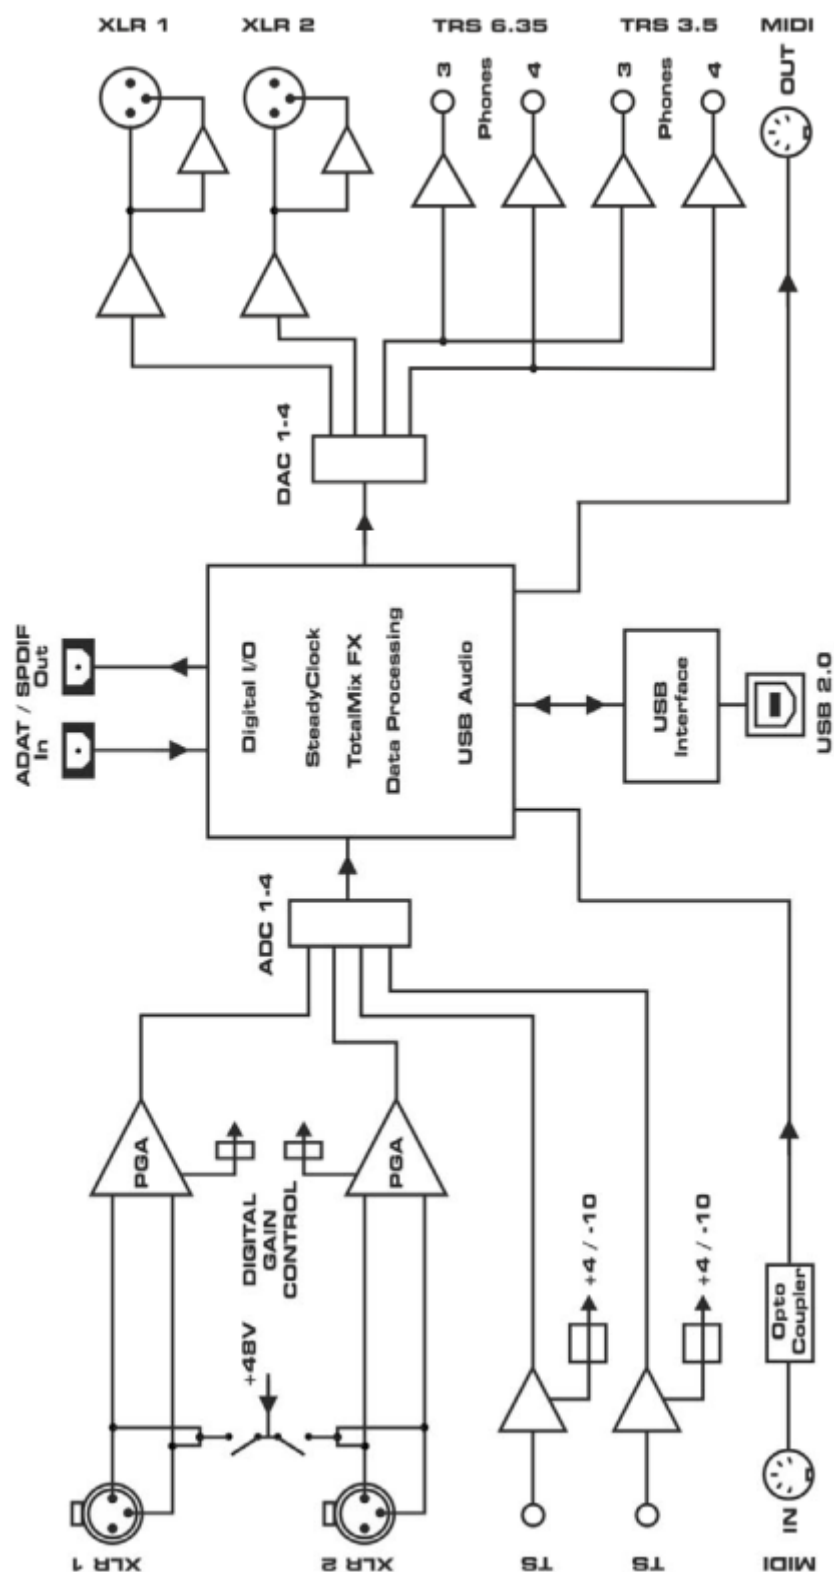 XLR 1
XLR 2
TRS 6.35
TRS 3.5
MIDI
3
Phones
4
3
Phones
4
OUT
DAC 1-4
ADAT / SPDIF
Out
In
Digital I/O
SteadyClock
TotalMix FX
Data Processing
USB Audio
USB
Interface
USB 2.0
ADC 1-4
PGA
PGA
DIGITAL
GAIN
CONTROL
+48V
+4 / -10
+4 / -10
Opto
Coupler
IN
XLR 1
XLR 2
TS
TS
MIDI